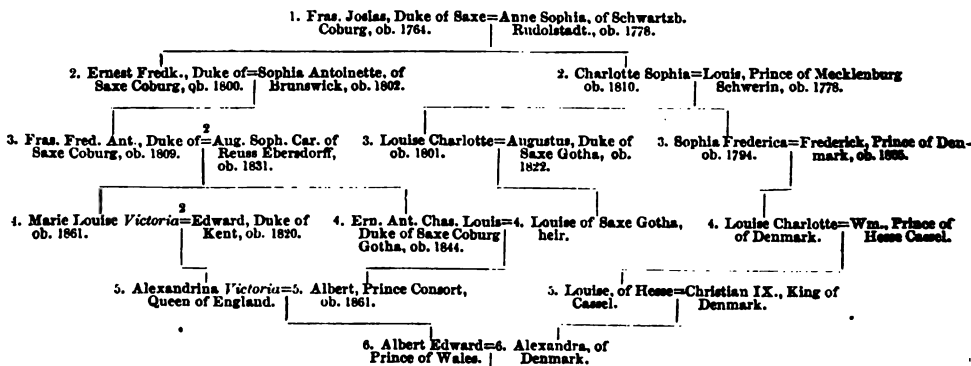 1. Fras. Josias, Duke of Saxe=Anne Sophia, of Schwartzb.
Coburg, ob. 1764. Rudolstadt., ob. 1778.
2. Ernest Fredk., Duke of=Sophia Antoinette, of 2. Charlotte Sophia=Louis, Prince of Mecklenburg
Saxe Coburg, ob. 1800. Brunswick, ob. 1802. ob. 1810. Schwerin, ob. 1778.
2
3. Fras. Fred. Ant., Duke of=Aug. Soph. Car. of 3. Louise Charlotte=Augustus, Duke of 3. Sophia Frederica=Frederick, Prince of Den-
Saxe Coburg, ob. 1809. Reuss Ebersdorff, ob. 1801. Saxe Gotha, ob. ob. 1794. mark, ob.
ob. 1831. 1822.
2
4. Marie Louise Victoria=Edward, Duke of 4. Ern. Ant. Chas. Louis=4. Louise of Saxe Gotha, 4. Louise Charlotte=Wm., Prince of
ob. 1861. Kent, ob. 1820. Duke of Saxe Coburg heir. of Denmark. Hesse Cassel.
Gotha, ob. 1844.
5. Alexandrina Victoria=5. Albert, Prince Consort, 5. Louise, of Hesse=Christian IX., King of
Queen of England. ob. 1861. Cassel. Denmark.
6. Albert Edward=6. Alexandra, of
Prince of Wales. Denmark.